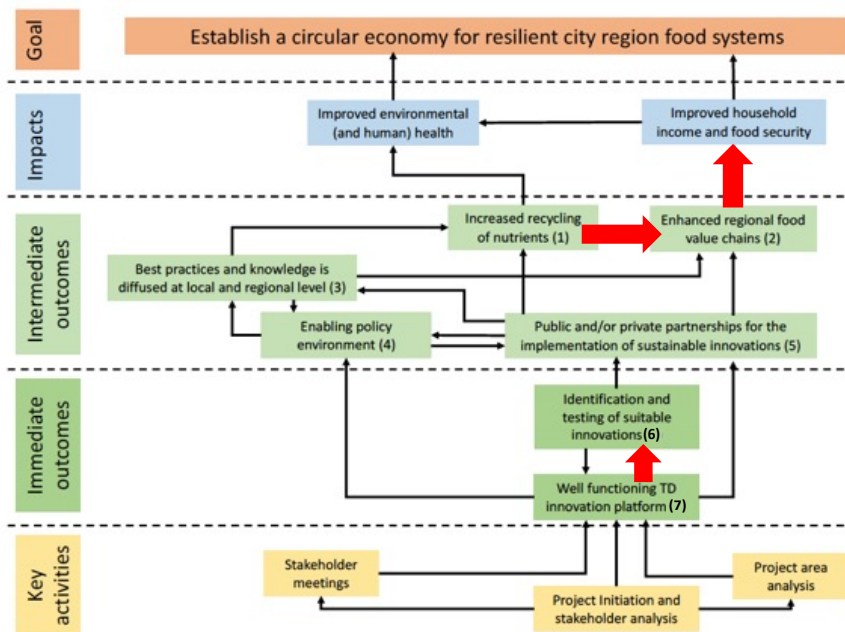 Goal
Establish a circular economy for resilient city region food systems
Impacts
Improved environmental
(and human) health
Improved household
income and food security
Intermediate
outcomes
Increased recycling
of nutrients (1)
Enhanced regional food
value chains (2)
Best practices and knowledge is
diffused at local and regional level (3)
Enabling policy
environment (4)
Public and/or private partnerships for the
implementation of sustainable innovations (5)
Immediate
outcomes
Identification and
testing of suitable
innovations(6)
Well functioning TD
innovation platform(7)
Key
activities
Stakeholder
meetings
Project Initiation and
stakeholder analysis
Project area
analysis